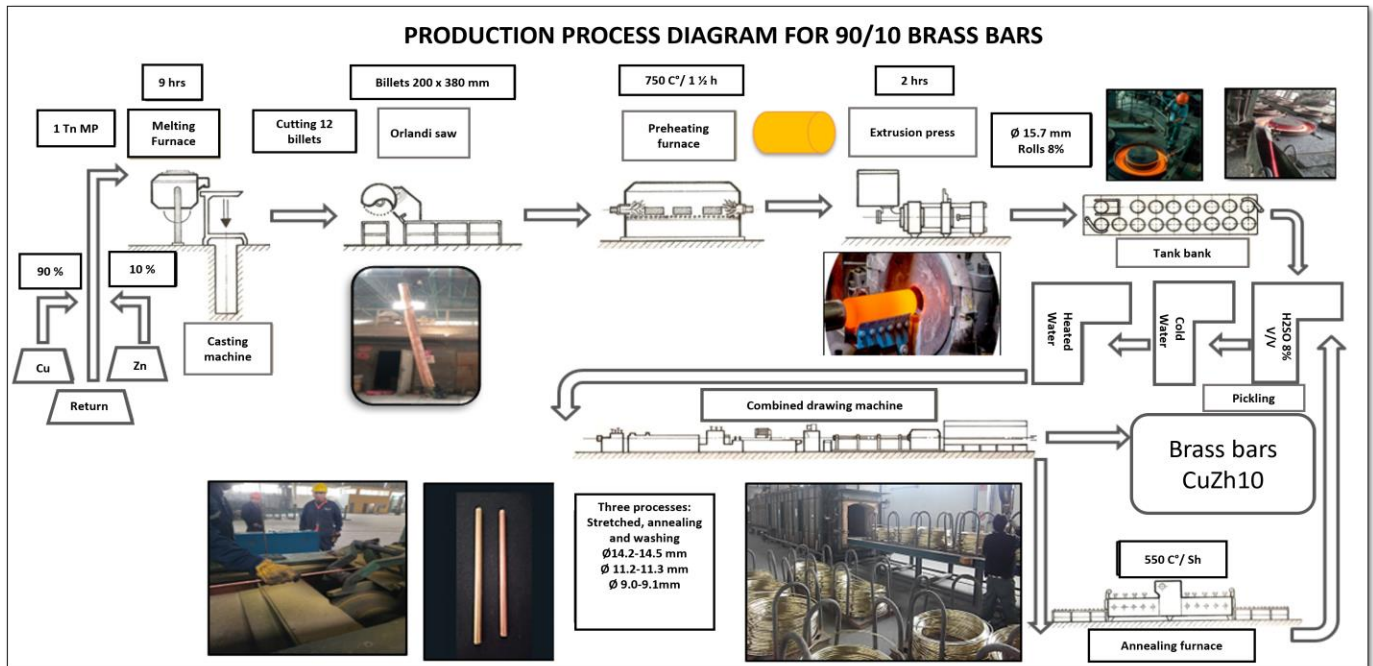 PRODUCTION PROCESS DIAGRAM FOR 90/10 BRASS BARS
9 hrs
Billets 200 x 380 mm
750 C°/ 1 ½ h
2 hrs
1 Tn MP
Melting
Furnace
Cutting 12
billets
Orlandi saw
Preheating
furnace
Extrusion press
Ø 15.7 mm
Rolls 8%
Tank bank
90 %
10 %
Casting
machine
Cu
Zn
Return
Heated
Water
Cold
Water
H2SO 8%
V/V
Pickling
Combined drawing machine
Brass bars
CuZh10
Three processes:
Stretched, annealing
and washing
Ø14.2-14.5 mm
Ø 11.2-11.3 mm
Ø 9.0-9.1mm
550 C°/ Sh
Annealing furnace